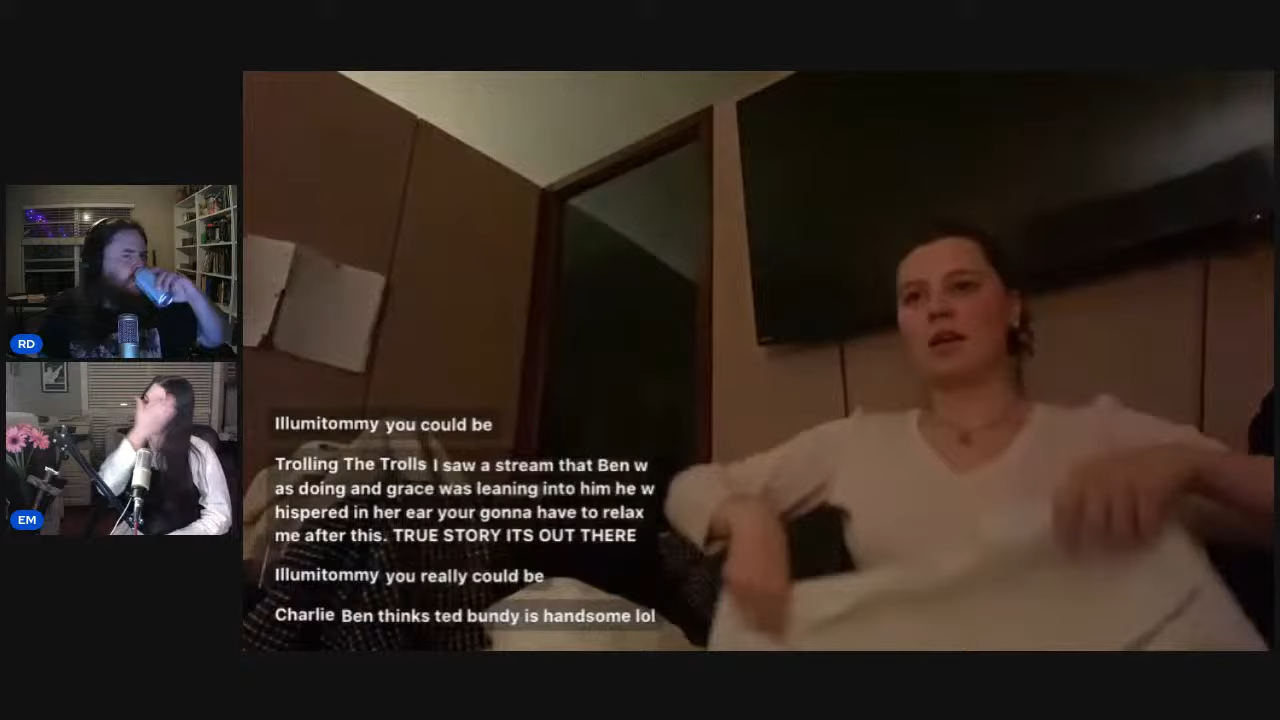 RD
EM
Illumitommy you could be
Trolling The Trolls I saw a stream that Ben w
as doing and grace was leaning into him he w
hispered in her ear your gonna have to relax
me after this. TRUE STORY ITS OUT THERE
Illumitommy you really could be
Charlie Ben thinks ted bundy is handsome lol